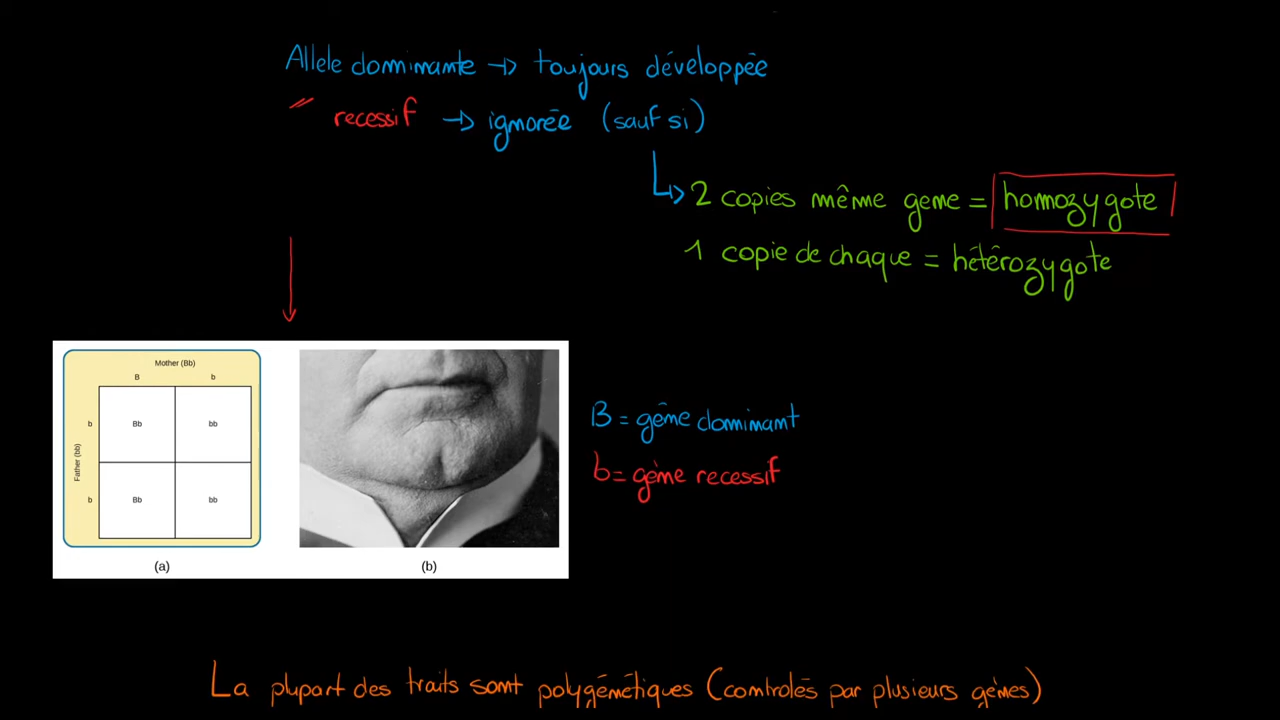 Allele dominante → toujours développée
〃 recessif → ignorée (sauf si)
↳ 2 copies même gene = homozygote
1 copie de chaque = hétérozygote
Mother (Bb)
B b
Father (bb)
b Bb bb
b Bb bb
(a) (b)
B = gêne dominant
b = gène recessif
La plupart des traits sont polygénétiques (controlés par plusieurs gènes)